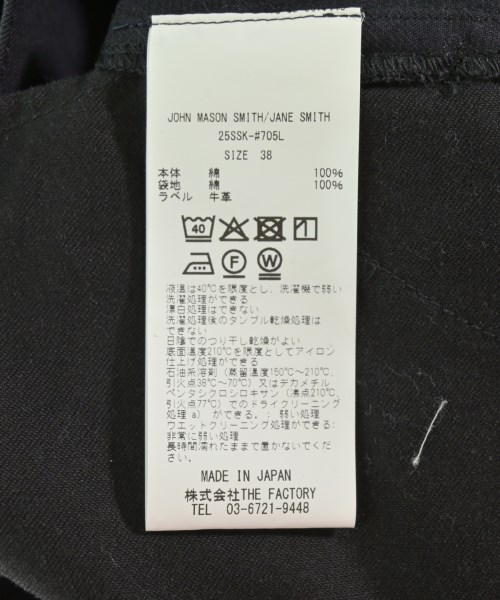 JOHN MASON SMITH/JANE SMITH
25SSK-#705L
SIZE 38
本体 綿 100%
袋地 綿 100%
ラベル 牛革
40
F W
液温は40℃を限度とし、洗濯機で弱い
洗濯処理ができる
漂白処理はできない
洗濯処理後のタンブル乾燥処理は
できない
日陰でのつり干し乾燥がよい
底面温度210℃を限度としてアイロン
仕上げ処理ができる
石油系溶剤(蒸留温度150℃~210℃、
引火点38℃~70℃)又はデカメチル
ペンタシクロシロキサン(沸点210℃、
引火点77℃)でのドライクリーニング
処理 a) ができる。: 弱い処理
ウエットクリーニング処理ができる:
非常に弱い処理
長時間濡れたままで置かないでくだ
さい。
MADE IN JAPAN
株式会社THE FACTORY
TEL 03-6721-9448